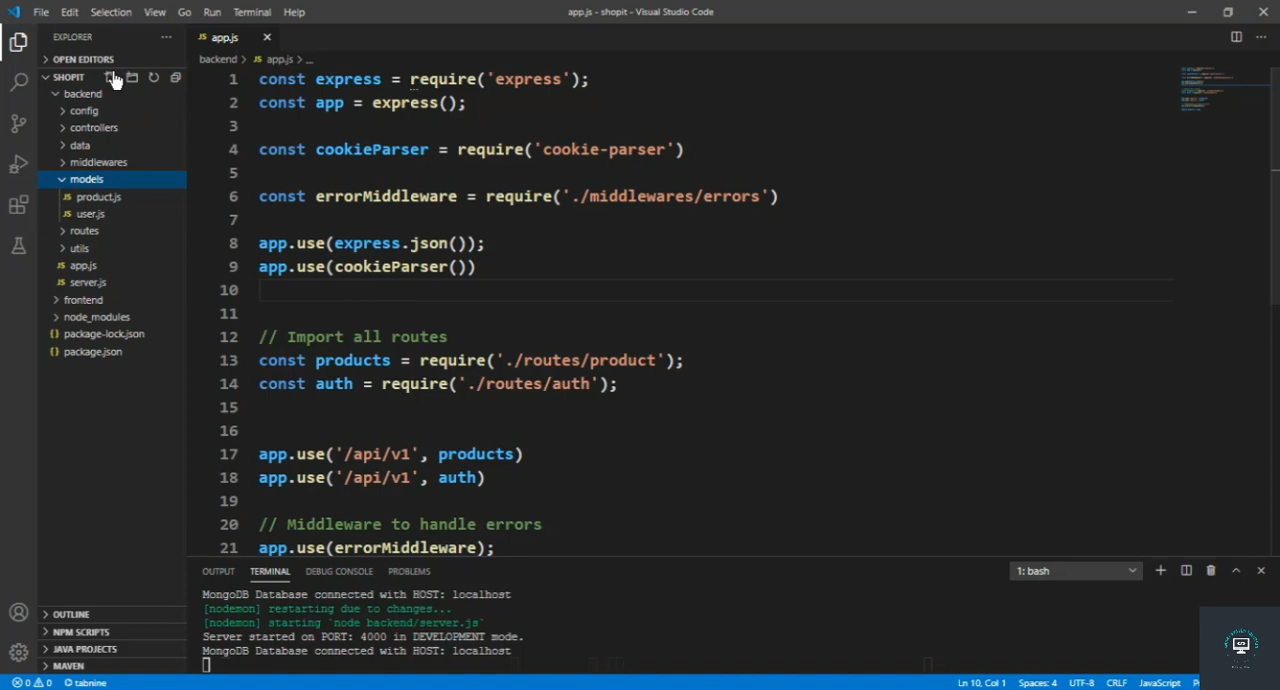 File Edit Selection View Go Run Terminal Help
app.js - shopit - Visual Studio Code
EXPLORER
OPEN EDITORS
SHOPIT
backend
config
controllers
data
middlewares
models
JS product.js
JS user.js
routes
utils
JS app.js
JS server.js
frontend
node_modules
{} package-lock.json
{} package.json
OUTLINE
NPM SCRIPTS
JAVA PROJECTS
MAVEN
JS app.js
backend > JS app.js > ...
1 const express = require('express');
2 const app = express();
3
4 const cookieParser = require('cookie-parser')
5
6 const errorMiddleware = require('./middlewares/errors')
7
8 app.use(express.json());
9 app.use(cookieParser())
10
11
12 // Import all routes
13 const products = require('./routes/product');
14 const auth = require('./routes/auth');
15
16
17 app.use('/api/v1', products)
18 app.use('/api/v1', auth)
19
20 // Middleware to handle errors
21 app.use(errorMiddleware);
OUTPUT TERMINAL DEBUG CONSOLE PROBLEMS
1: bash
MongoDB Database connected with HOST: localhost
[nodemon] restarting due to changes...
[nodemon] starting `node backend/server.js`
Server started on PORT: 4000 in DEVELOPMENT mode.
MongoDB Database connected with HOST: localhost
0 0 tabnine
Ln 10, Col 1 Spaces: 4 UTF-8 CRLF JavaScript